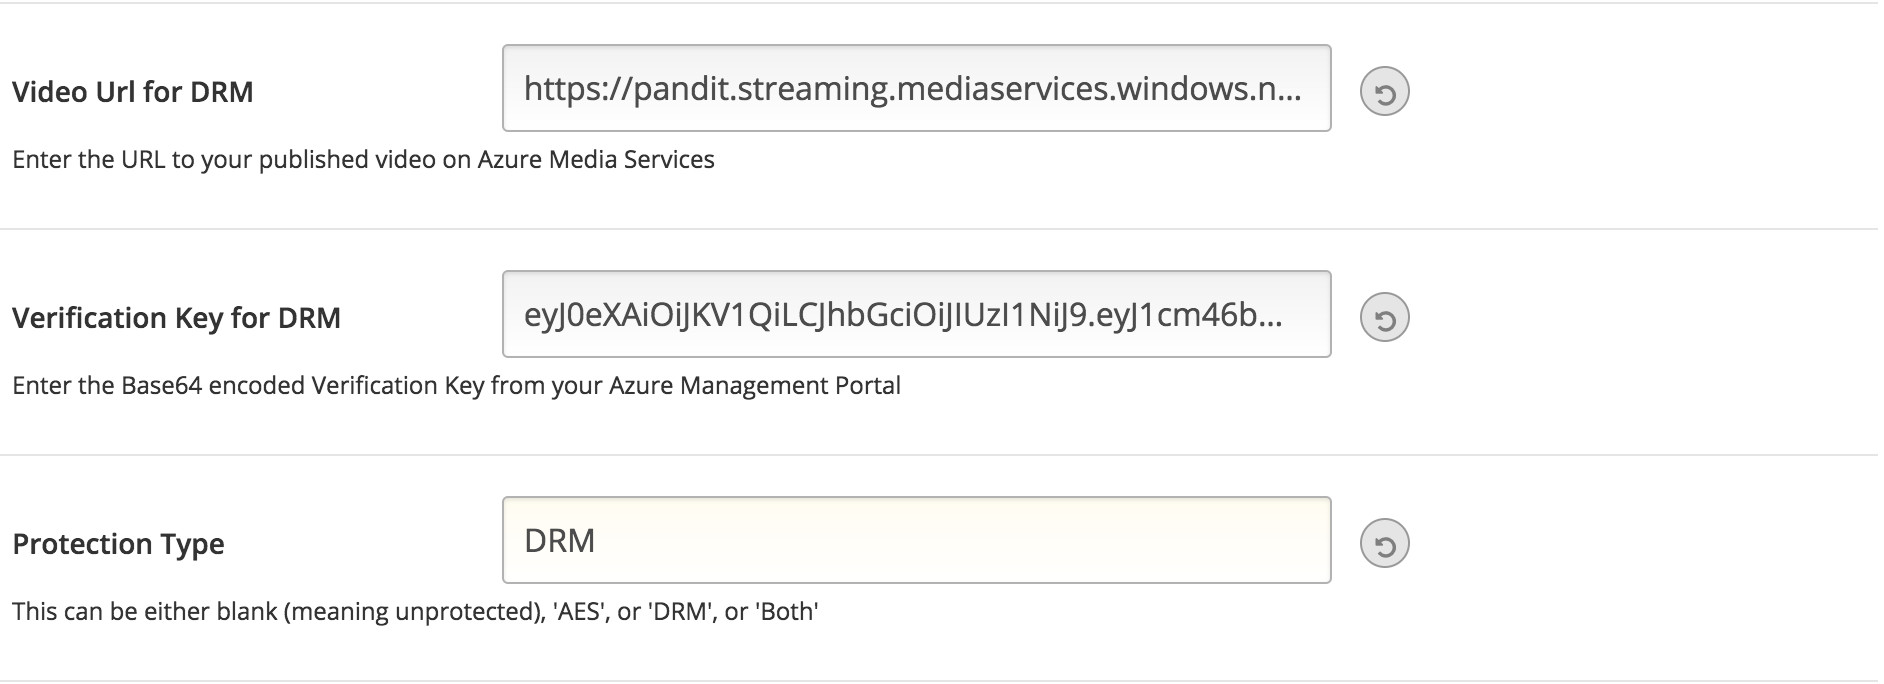 Video Url for DRM
https://pandit.streaming.mediaservices.windows.n...
Enter the URL to your published video on Azure Media Services
Verification Key for DRM
eyJ0eXAiOiJKV1QiLCJhbGciOiJIUzI1NiJ9.eyJ1cm46b...
Enter the Base64 encoded Verification Key from your Azure Management Portal
Protection Type
DRM
This can be either blank (meaning unprotected), 'AES', or 'DRM', or 'Both'